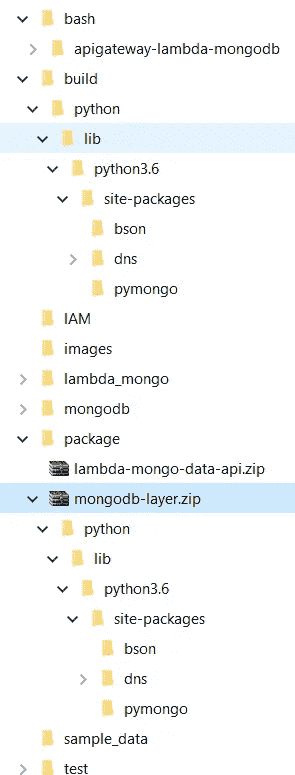 bash
apigateway-lambda-mongodb
build
python
lib
python3.6
site-packages
bson
dns
pymongo
IAM
images
lambda_mongo
mongodb
package
lambda-mongo-data-api.zip
mongodb-layer.zip
python
lib
python3.6
site-packages
bson
dns
pymongo
sample_data
test